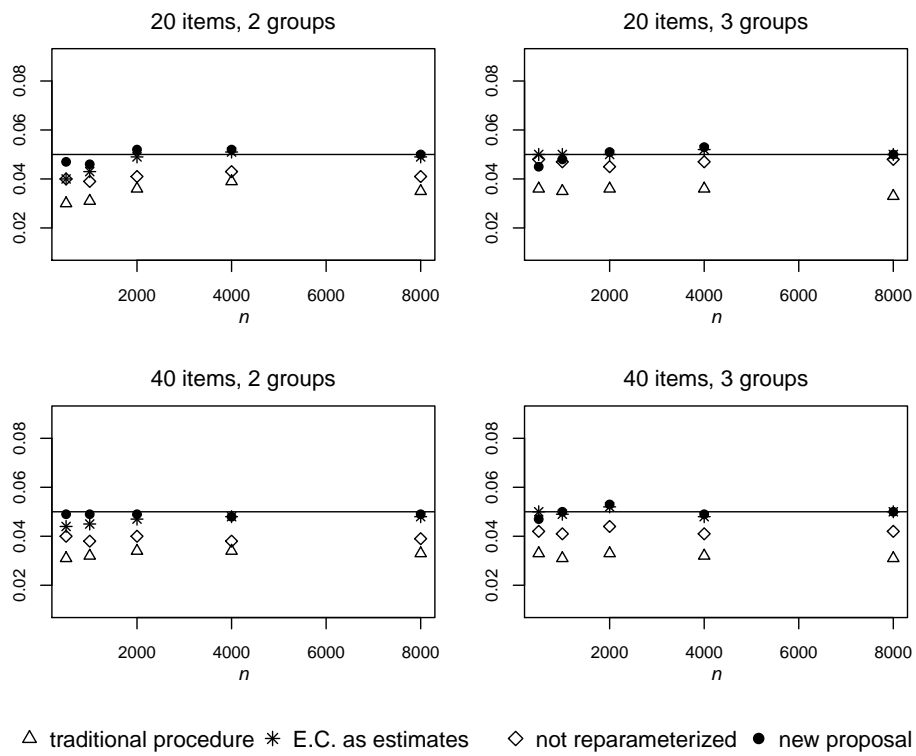 20 items, 2 groups
0.02 0.04 0.06 0.08
2000 4000 6000 8000
n
20 items, 3 groups
0.02 0.04 0.06 0.08
2000 4000 6000 8000
n
40 items, 2 groups
0.02 0.04 0.06 0.08
2000 4000 6000 8000
n
40 items, 3 groups
0.02 0.04 0.06 0.08
2000 4000 6000 8000
n
traditional procedure E.C. as estimates not reparameterized new proposal